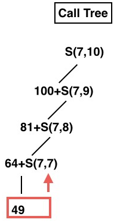 Call Tree
S(7,10)
100+S(7,9)
81+S(7,8)
64+S(7,7)
49